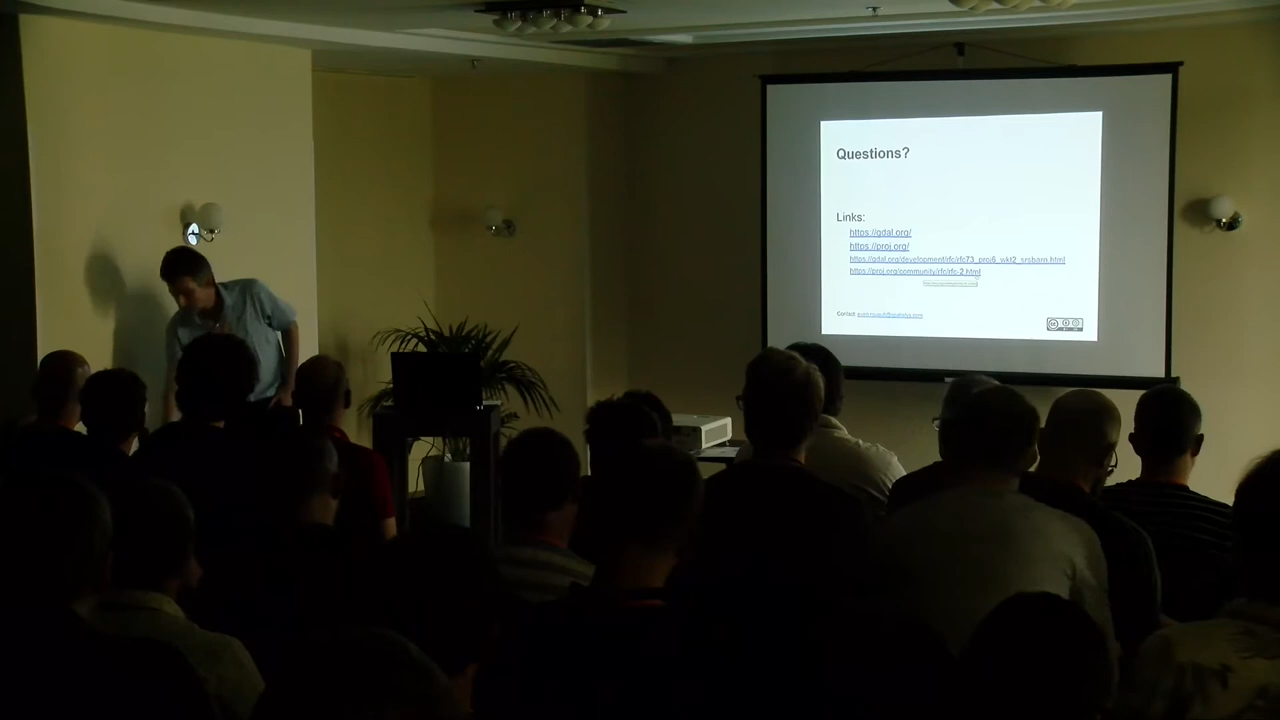 Questions?
Links:
https://gdal.org/
https://proj.org/
https://gdal.org/development/rfc/rfc73_proj6_wkt2_srsbarn.html
https://proj.org/community/rfc/rfc-2.html
Contact: